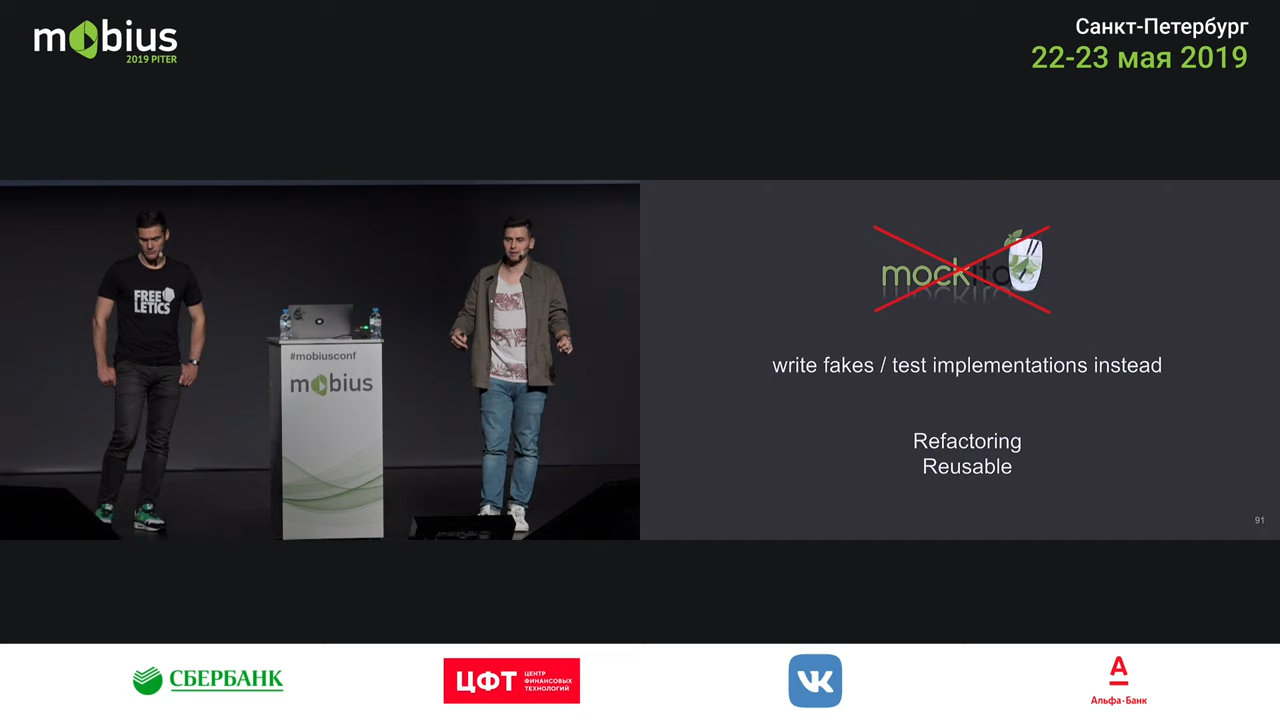 mobius
2019 PITER
Санкт-Петербург
22-23 мая 2019
FREE
LETICS
#mobiusconf
mobius
mockito
write fakes / test implementations instead
Refactoring
Reusable
91
СБЕРБАНК
ЦФТ
ЦЕНТР
ФИНАНСОВЫХ
ТЕХНОЛОГИЙ
VK
А
Альфа·Банк